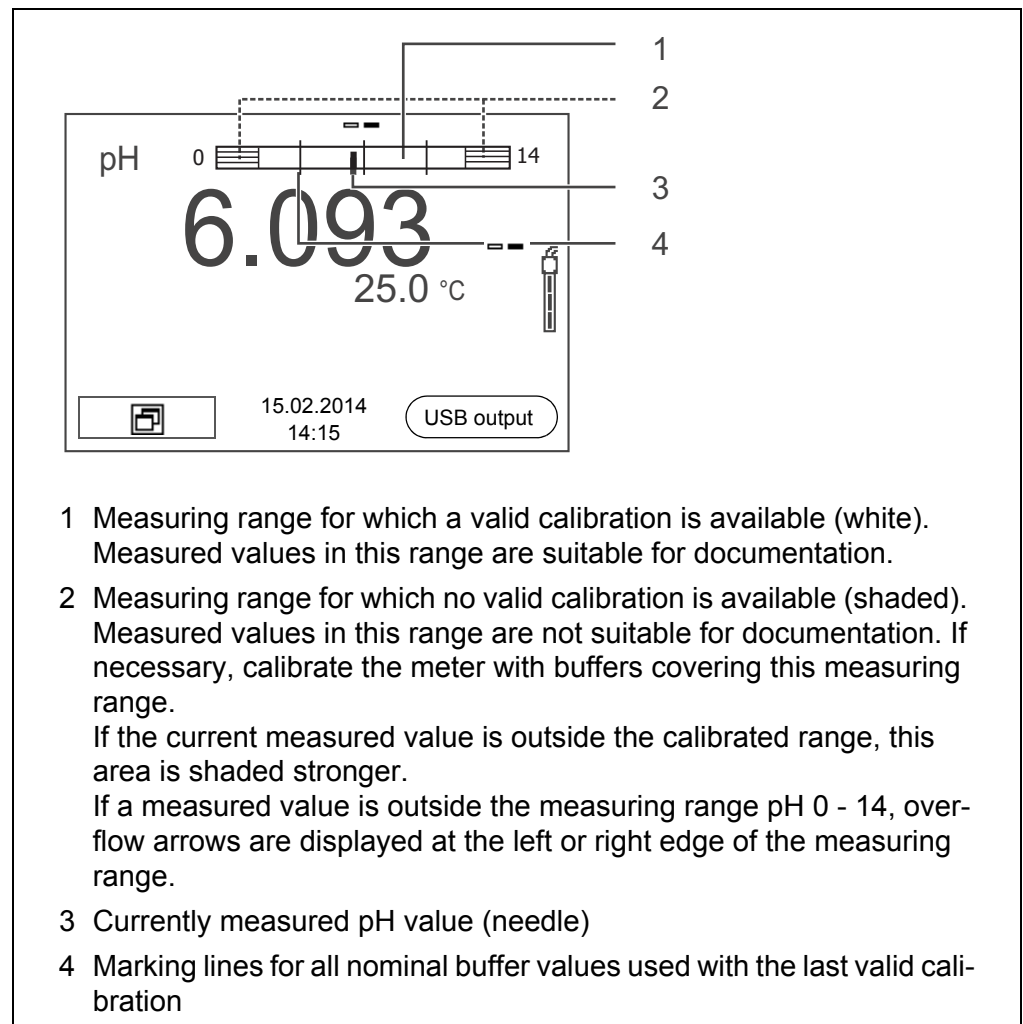 1
2
pH 0 14
3
6.093
4
25.0 °C
15.02.2014
14:15
USB output
1 Measuring range for which a valid calibration is available (white).
Measured values in this range are suitable for documentation.
2 Measuring range for which no valid calibration is available (shaded).
Measured values in this range are not suitable for documentation. If
necessary, calibrate the meter with buffers covering this measuring
range.
If the current measured value is outside the calibrated range, this
area is shaded stronger.
If a measured value is outside the measuring range pH 0 - 14, over-
flow arrows are displayed at the left or right edge of the measuring
range.
3 Currently measured pH value (needle)
4 Marking lines for all nominal buffer values used with the last valid cali-
bration